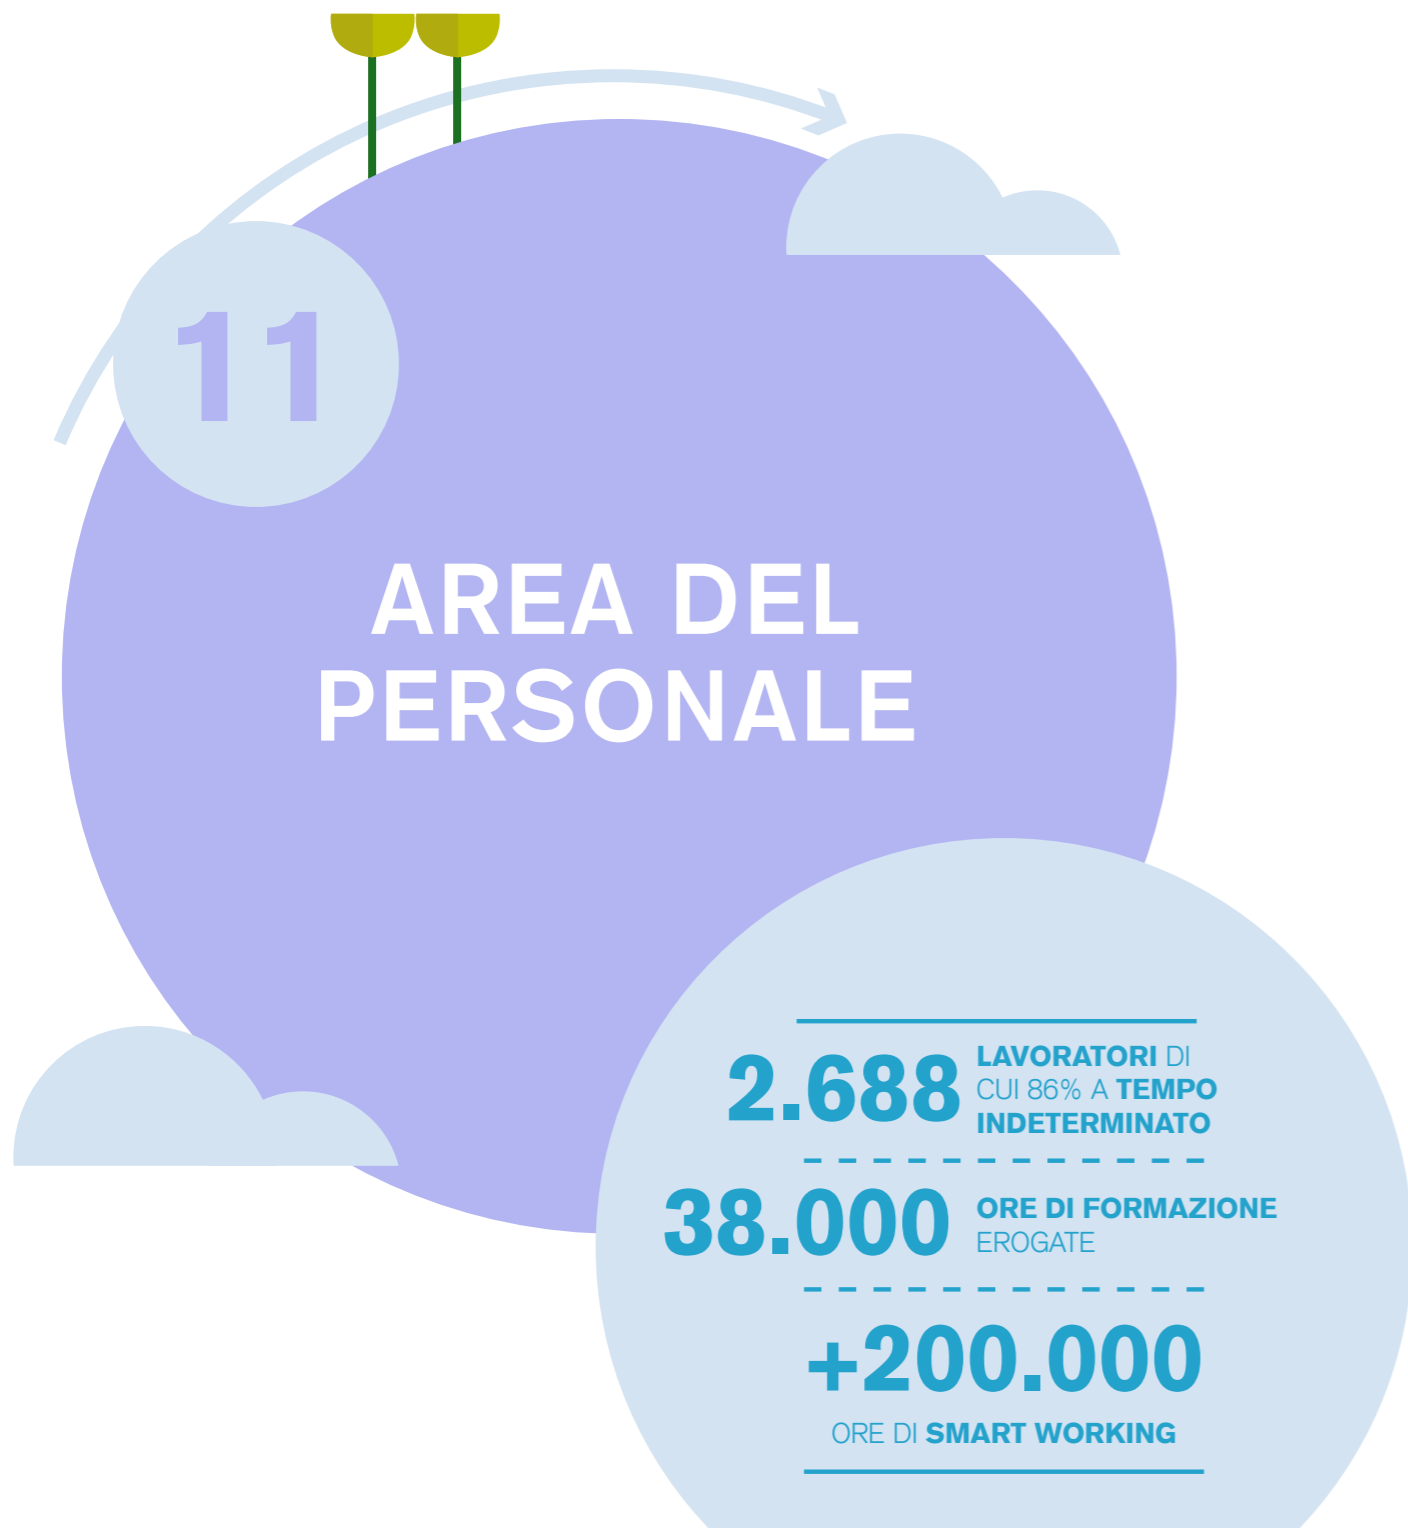 11
AREA DEL
PERSONALE
2.688
LAVORATORI DI
CUI 86% A TEMPO
INDETERMINATO
38.000
ORE DI FORMAZIONE
EROGATE
+200.000
ORE DI SMART WORKING